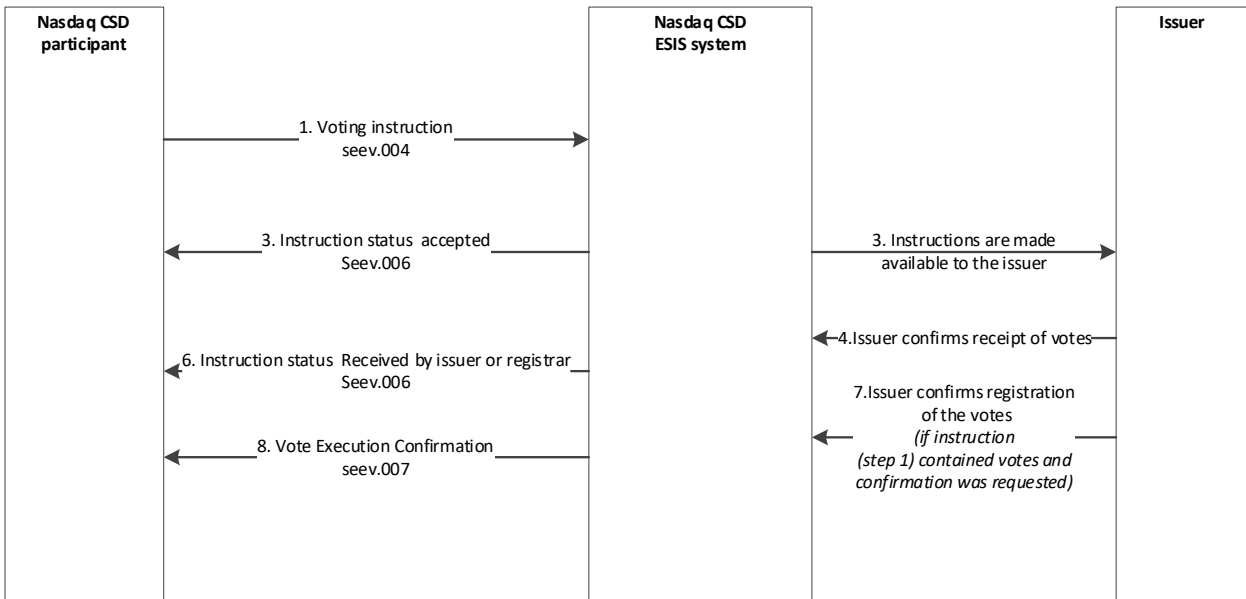 Nasdaq CSD
participant
Nasdaq CSD
ESIS system
Issuer
1. Voting instruction
seev.004
3. Instruction status  accepted
Seev.006
3. Instructions are made
available to the issuer
4.Issuer confirms receipt of votes
6. Instruction status  Received by issuer or registrar
Seev.006
7.Issuer confirms registration
of the votes
(if instruction
(step 1) contained votes and
confirmation was requested)
8. Vote Execution Confirmation
seev.007